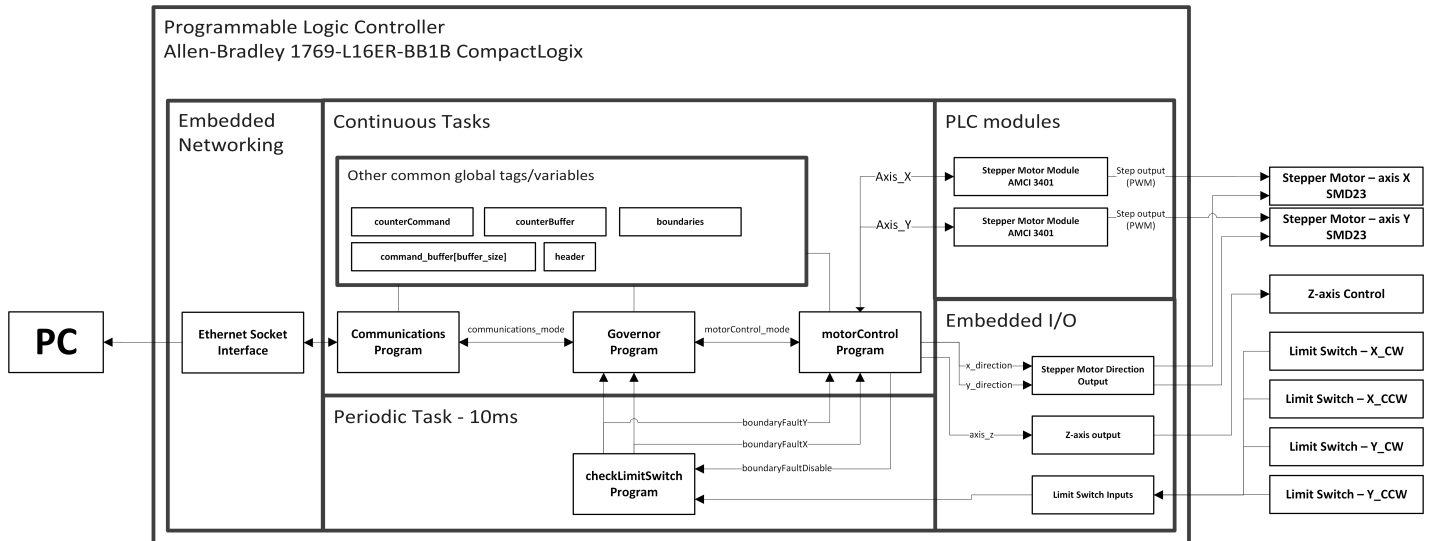 Programmable Logic Controller
Allen-Bradley 1769-L16ER-BB1B CompactLogix
Embedded
Networking
Continuous Tasks
PLC modules
Other common global tags/variables
counterCommand
counterBuffer
boundaries
command_buffer[buffer_size]
header
Axis_X
Axis_Y
Stepper Motor Module
AMCI 3401
Step output
(PWM)
Stepper Motor Module
AMCI 3401
Step output
(PWM)
Stepper Motor – axis X
SMD23
Stepper Motor – axis Y
SMD23
Z-axis Control
PC
Ethernet Socket
Interface
Communications
Program
communications_mode
Governor
Program
motorControl_mode
motorControl
Program
Embedded I/O
x_direction
y_direction
Stepper Motor Direction
Output
axis_z
Z-axis output
Limit Switch Inputs
Limit Switch – X_CW
Limit Switch – X_CCW
Limit Switch – Y_CW
Limit Switch – Y_CCW
Periodic Task - 10ms
boundaryFaultY
boundaryFaultX
boundaryFaultDisable
checkLimitSwitch
Program